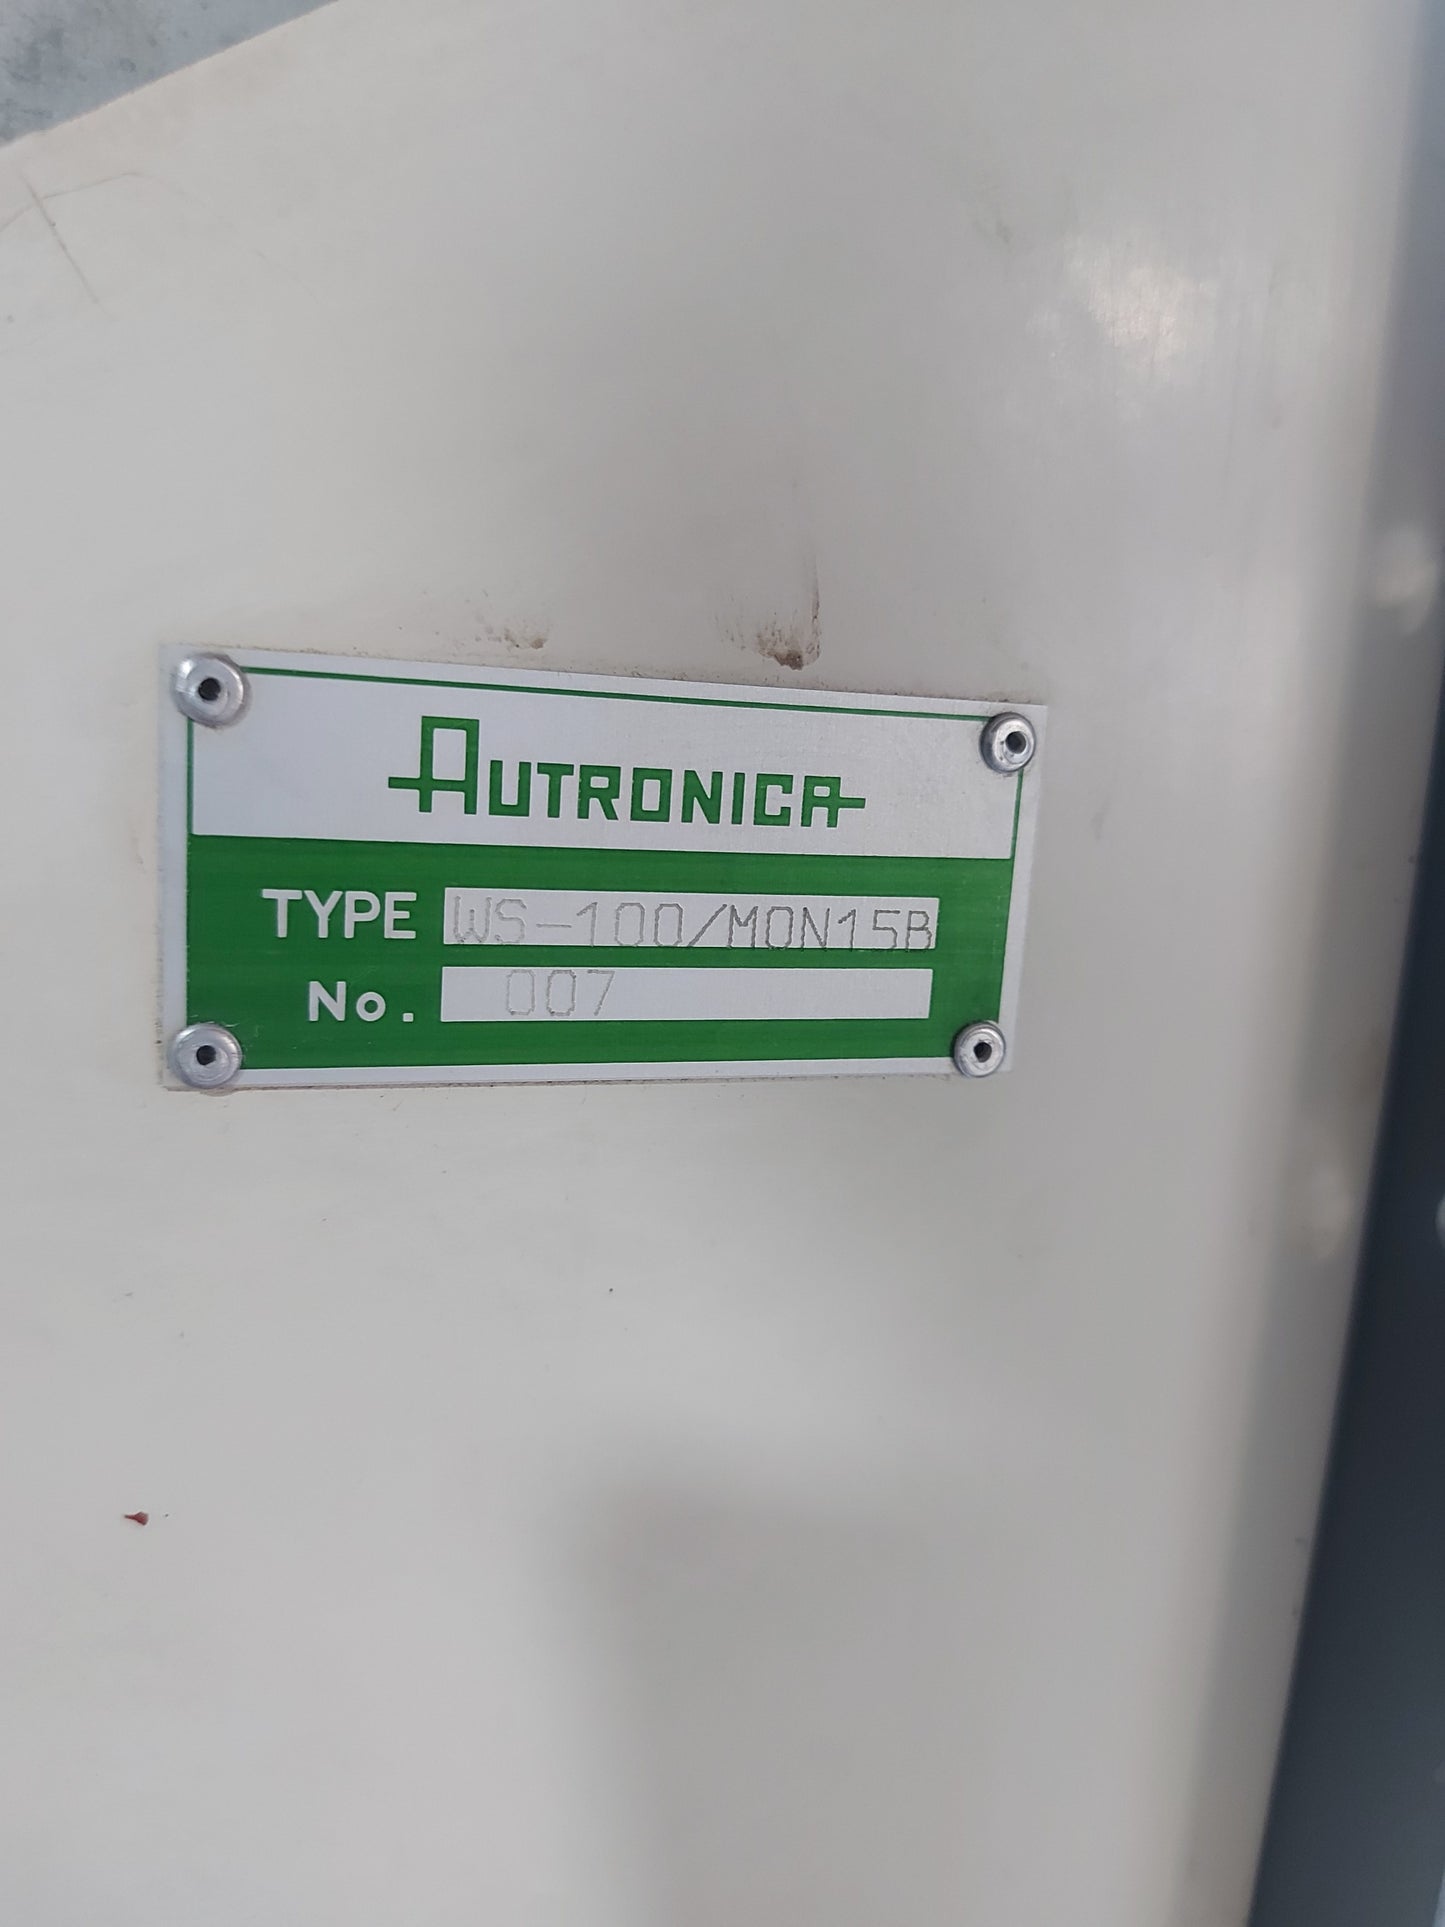 AUTRONICA
TYPE WS-100/MON15B
No. 007